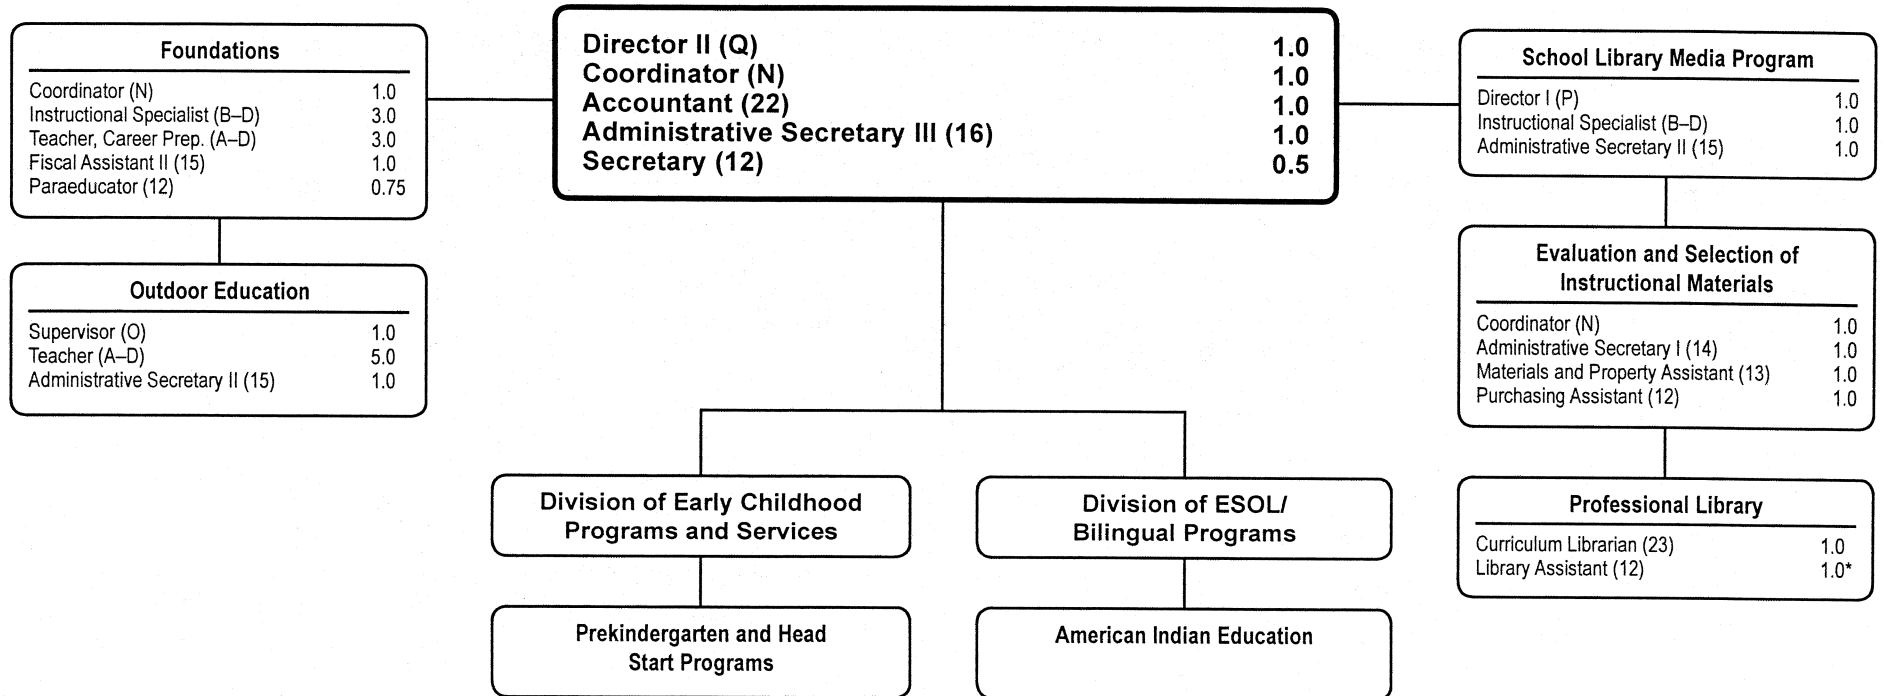 Foundations
Coordinator (N) 1.0
Instructional Specialist (B–D) 3.0
Teacher, Career Prep. (A–D) 3.0
Fiscal Assistant II (15) 1.0
Paraeducator (12) 0.75
Outdoor Education
Supervisor (O) 1.0
Teacher (A–D) 5.0
Administrative Secretary II (15) 1.0
Director II (Q) 1.0
Coordinator (N) 1.0
Accountant (22) 1.0
Administrative Secretary III (16) 1.0
Secretary (12) 0.5
Division of Early Childhood
Programs and Services
Prekindergarten and Head
Start Programs
Division of ESOL/
Bilingual Programs
American Indian Education
School Library Media Program
Director I (P) 1.0
Instructional Specialist (B–D) 1.0
Administrative Secretary II (15) 1.0
Evaluation and Selection of
Instructional Materials
Coordinator (N) 1.0
Administrative Secretary I (14) 1.0
Materials and Property Assistant (13) 1.0
Purchasing Assistant (12) 1.0
Professional Library
Curriculum Librarian (23) 1.0
Library Assistant (12) 1.0*